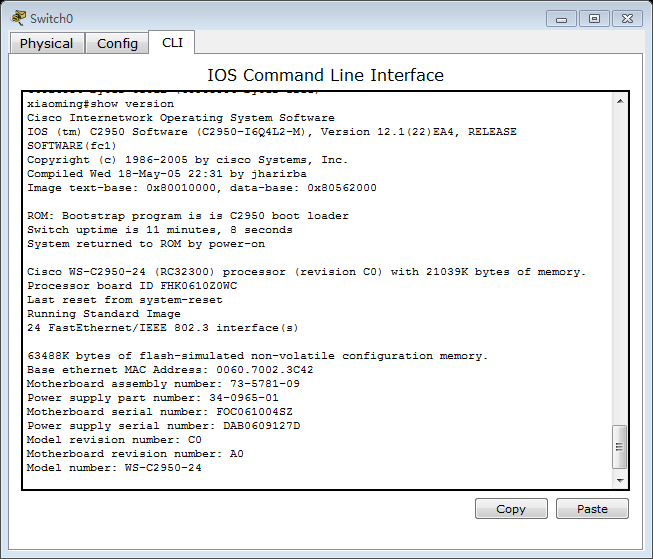 Switch0
Physical Config CLI
IOS Command Line Interface
xiaoming#show version
Cisco Internetwork Operating System Software
IOS (tm) C2950 Software (C2950-I6Q4L2-M), Version 12.1(22)EA4, RELEASE
SOFTWARE(fc1)
Copyright (c) 1986-2005 by cisco Systems, Inc.
Compiled Wed 18-May-05 22:31 by jharirba
Image text-base: 0x80010000, data-base: 0x80562000
ROM: Bootstrap program is is C2950 boot loader
Switch uptime is 11 minutes, 8 seconds
System returned to ROM by power-on
Cisco WS-C2950-24 (RC32300) processor (revision C0) with 21039K bytes of memory.
Processor board ID FHK0610Z0WC
Last reset from system-reset
Running Standard Image
24 FastEthernet/IEEE 802.3 interface(s)
63488K bytes of flash-simulated non-volatile configuration memory.
Base ethernet MAC Address: 0060.7002.3C42
Motherboard assembly number: 73-5781-09
Power supply part number: 34-0965-01
Motherboard serial number: FOC061004SZ
Power supply serial number: DAB0609127D
Model revision number: C0
Motherboard revision number: A0
Model number: WS-C2950-24
Copy Paste